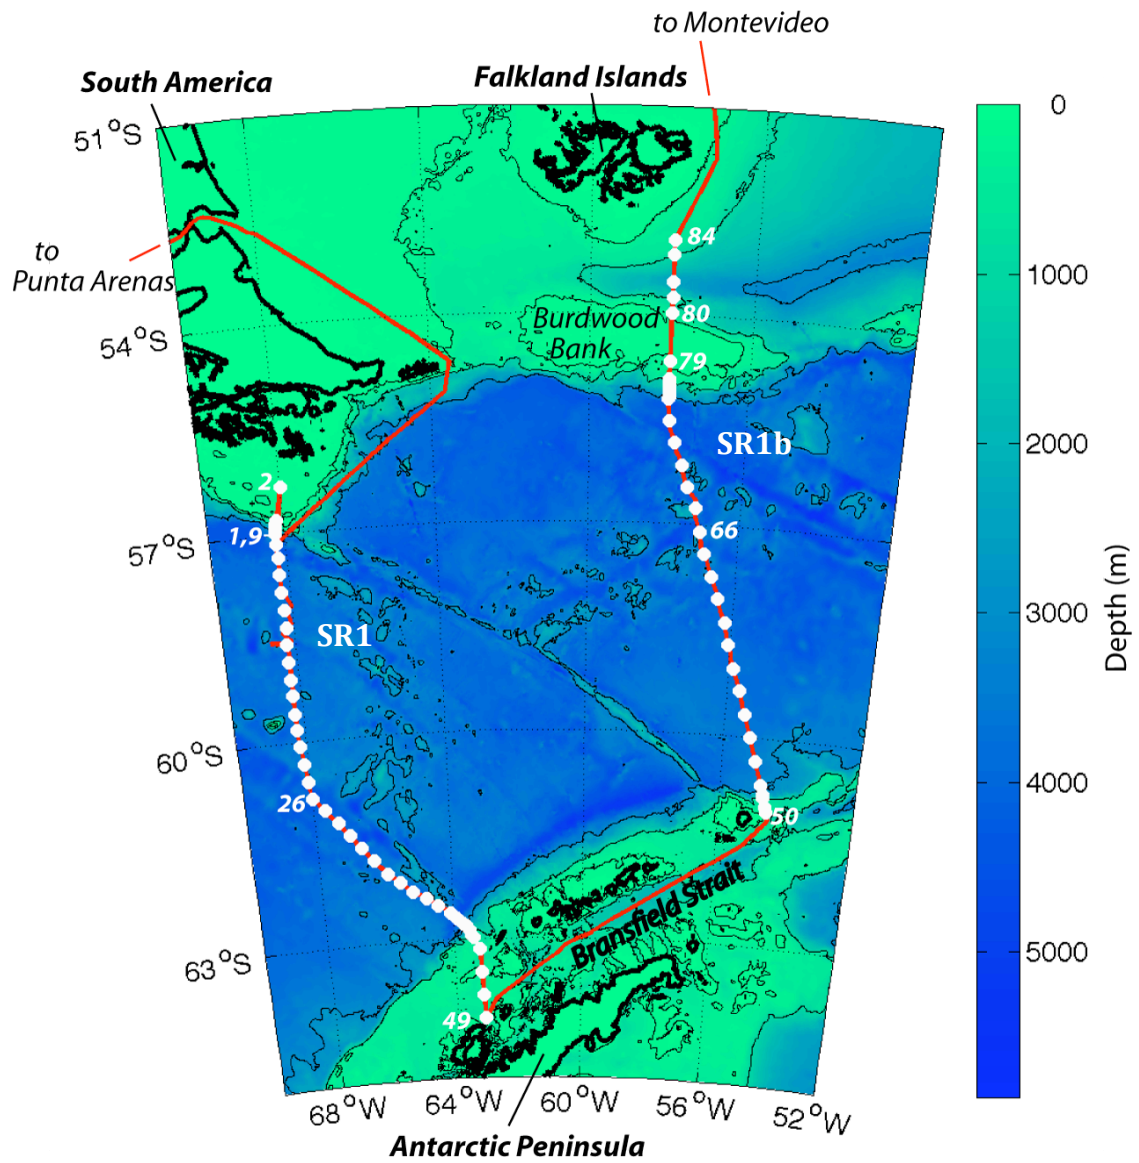 to Montevideo
South America
Falkland Islands
51°S
0
84
to
Punta Arenas
1000
80
Burdwood
Bank
54°S
79
SR1b
2000
2
1,9
66
57°S
SR1
3000
Depth (m)
60°S
4000
26
50
Bransfield Strait
5000
63°S
49
68°W
64°W
60°W
56°W
52°W
Antarctic Peninsula